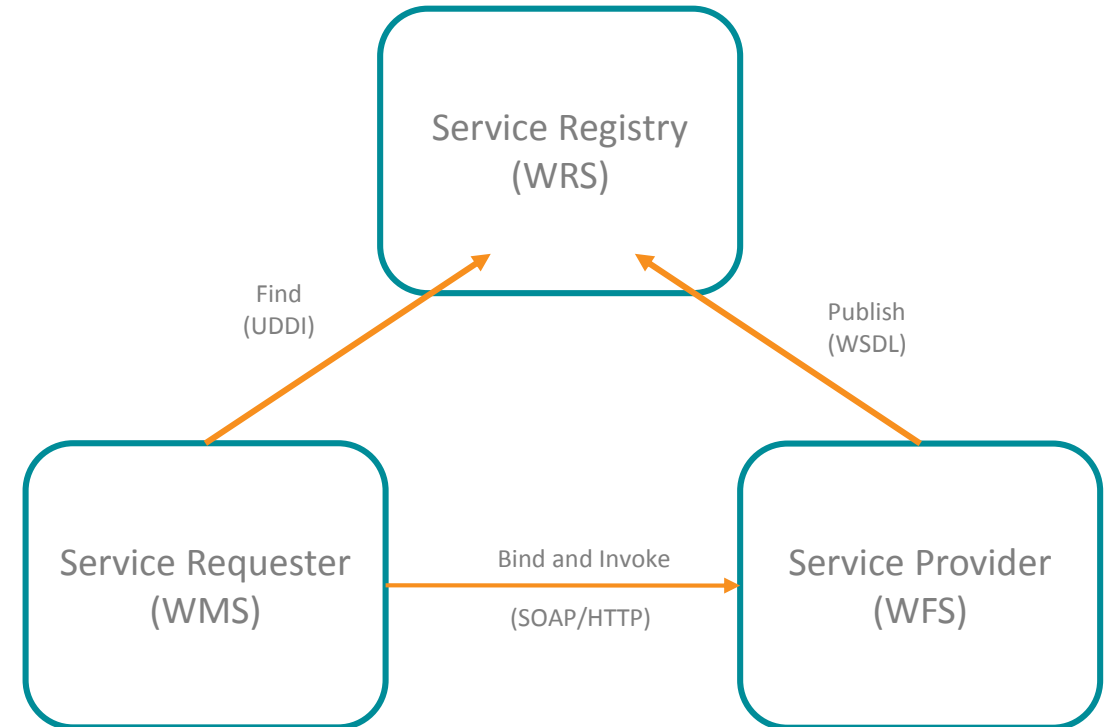 Service Registry
(WRS)
Find
(UDDI)
Publish
(WSDL)
Service Requester
(WMS)
Bind and Invoke
(SOAP/HTTP)
Service Provider
(WFS)